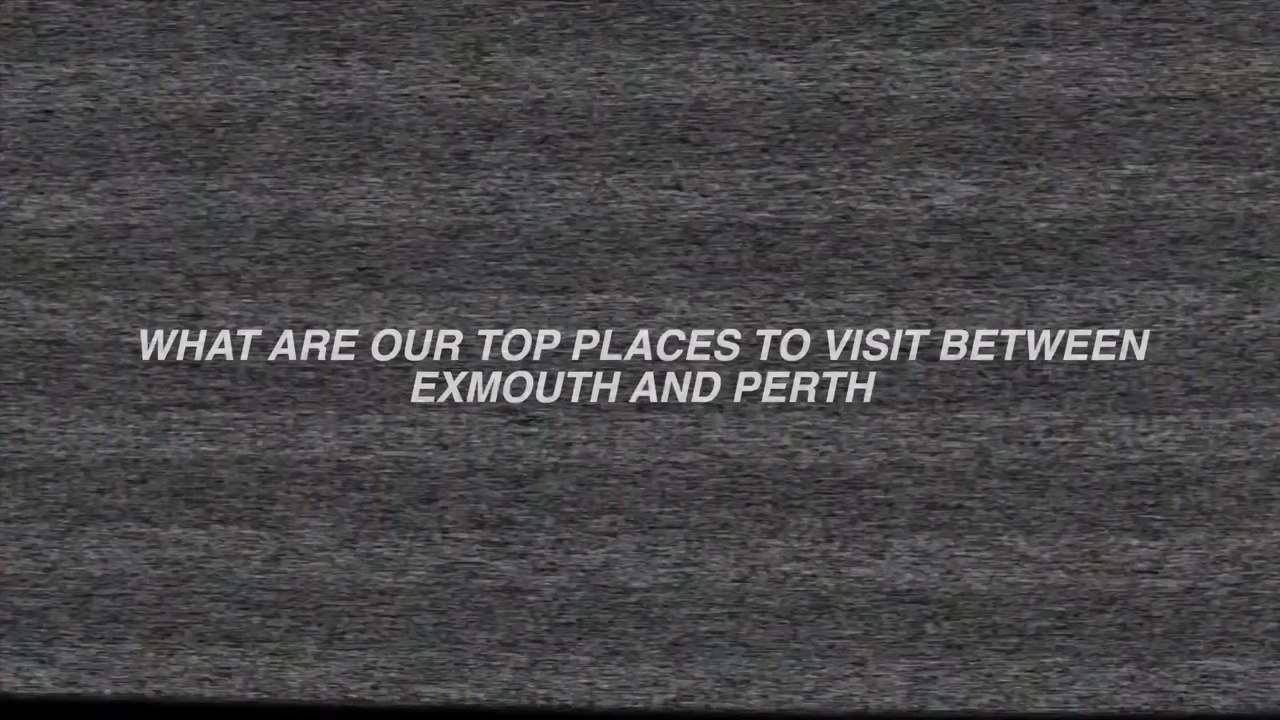 WHAT ARE OUR TOP PLACES TO VISIT BETWEEN
EXMOUTH AND PERTH